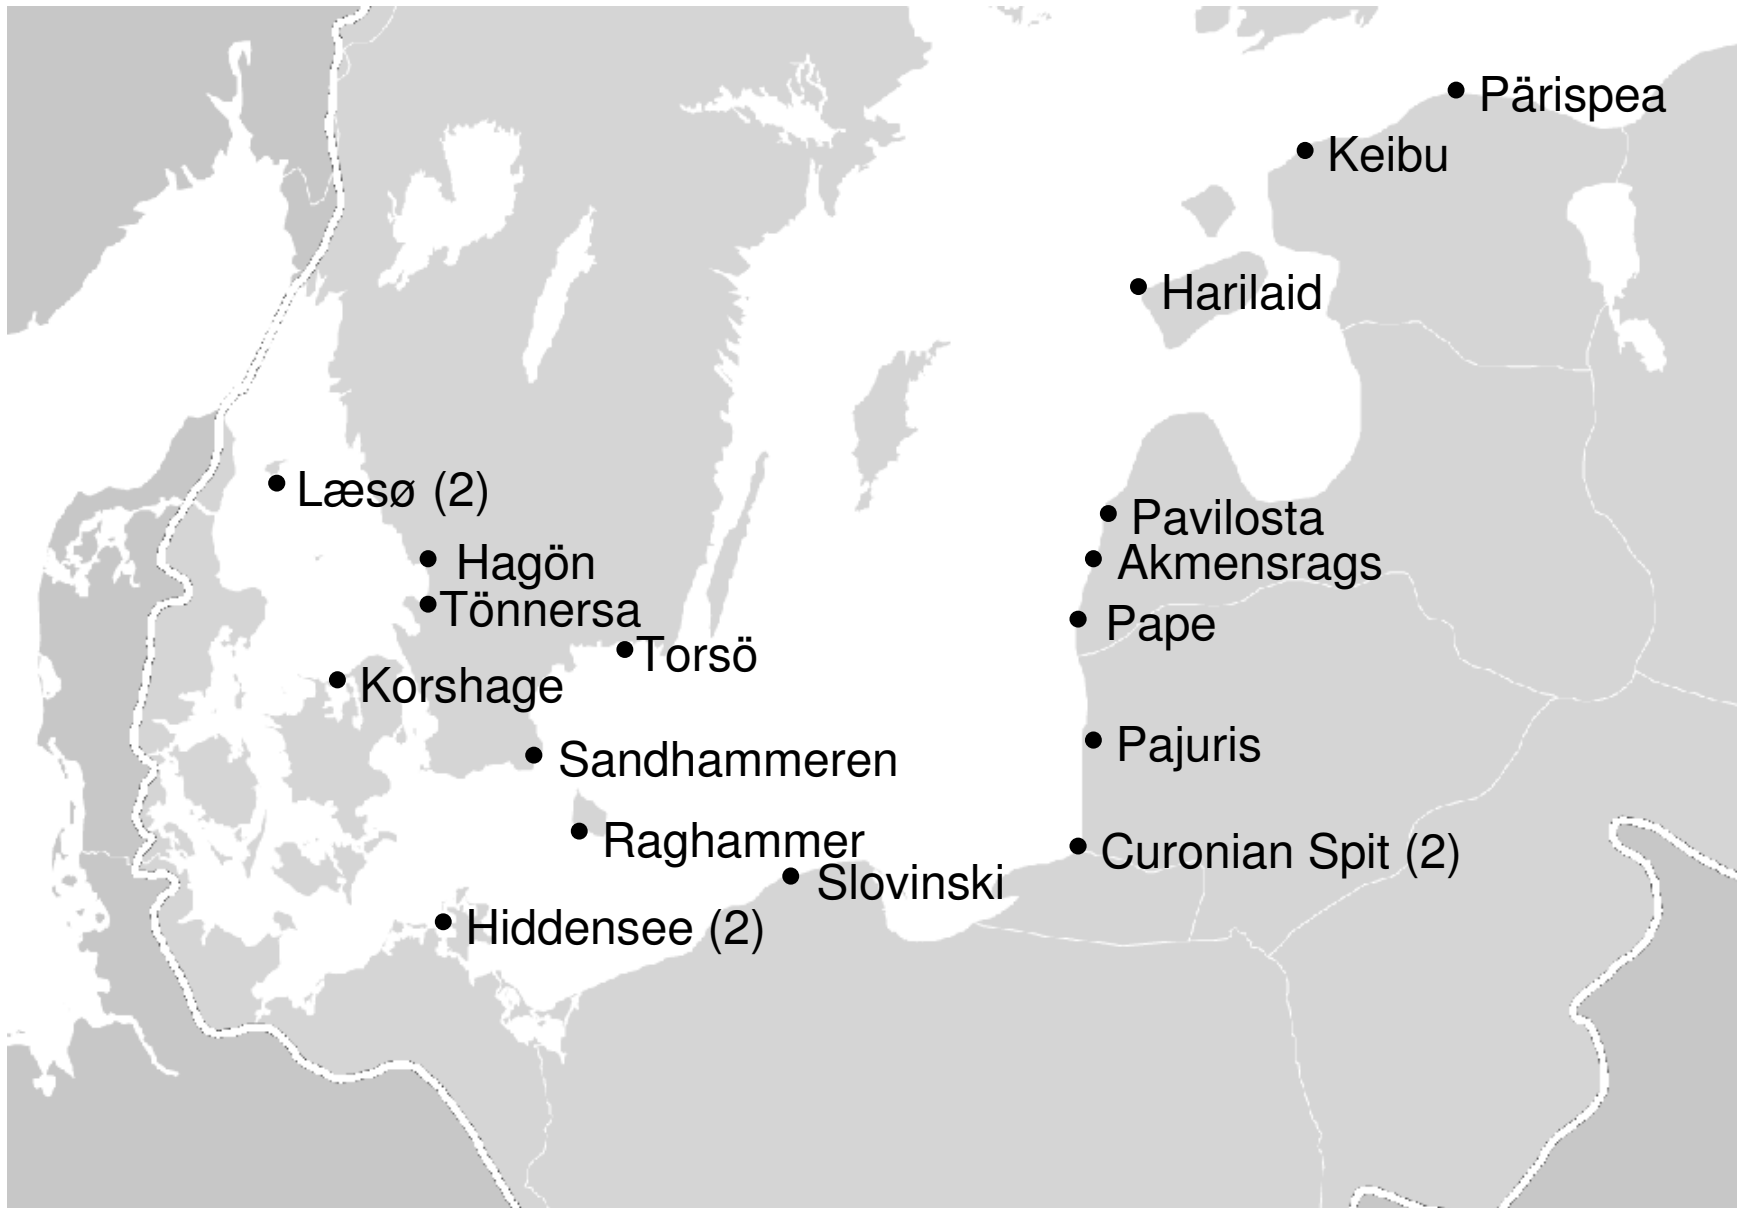 Pärispea
Keibu
Harilaid
Læsø (2)
Pavilosta
Hagön
Akmensrags
Tönnersa
Pape
Torsö
Korshage
Pajuris
Sandhammeren
Raghammer
Curonian Spit (2)
Slovinski
Hiddensee (2)